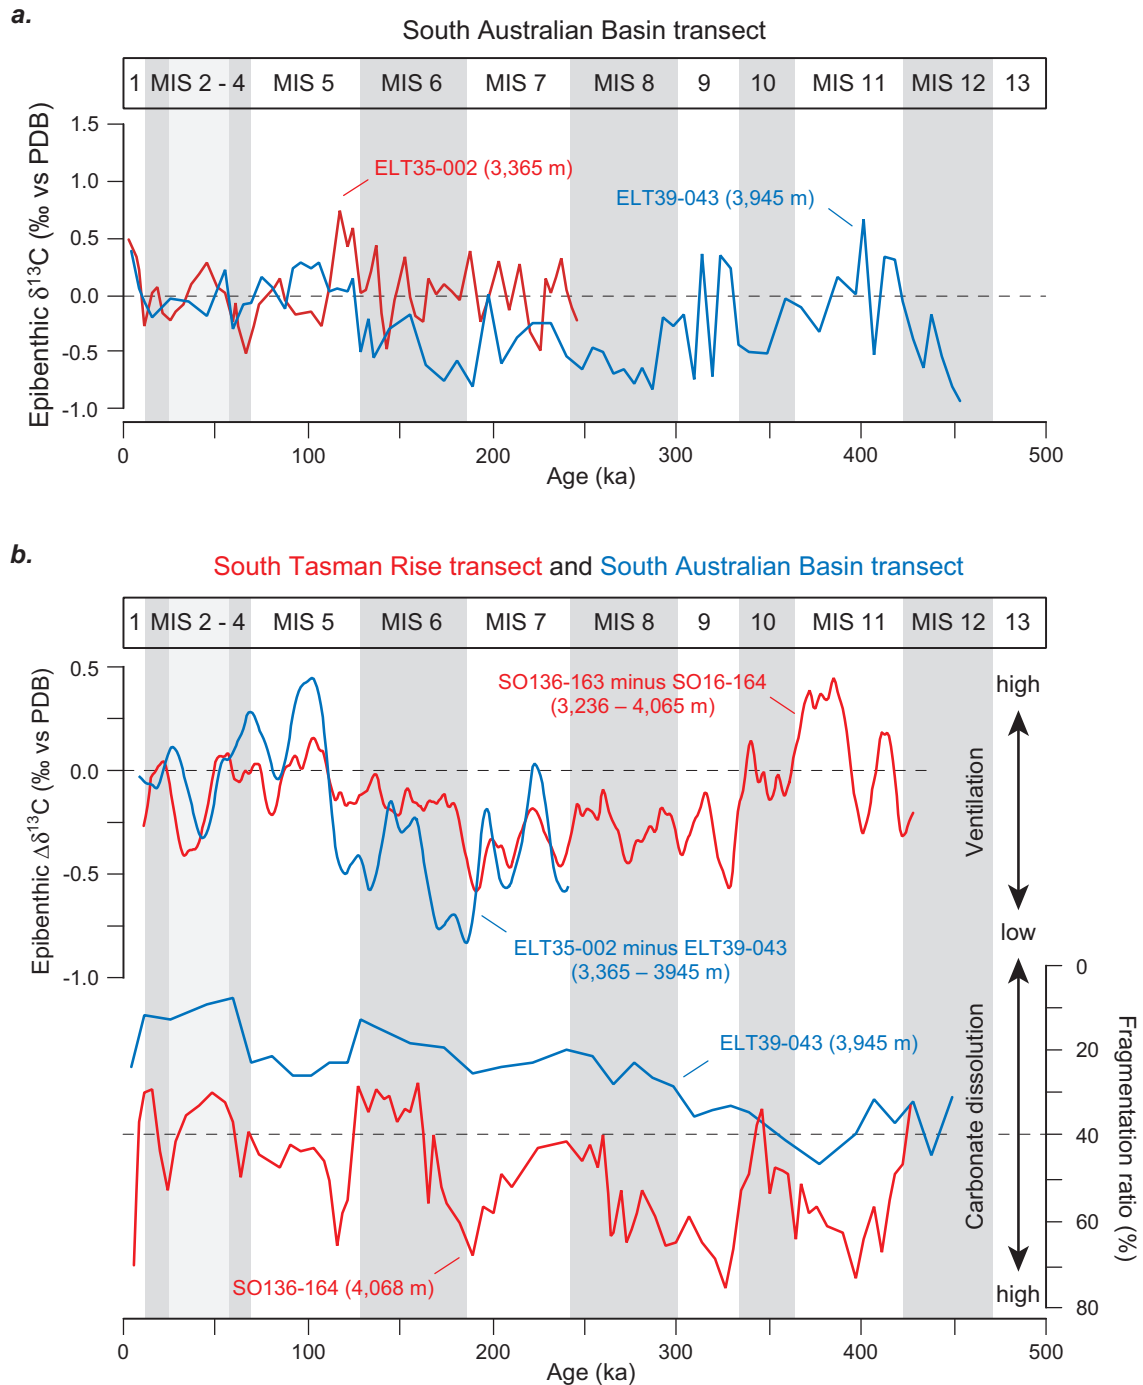 a.
South Australian Basin transect
1 MIS 2 - 4 MIS 5 MIS 6 MIS 7 MIS 8 9 10 MIS 11 MIS 12 13
Epibenthic δ¹³C (‰ vs PDB)
1.5
1.0
0.5
0.0
-0.5
-1.0
ELT35-002 (3,365 m)
ELT39-043 (3,945 m)
0 100 200 300 400 500
Age (ka)
b.
South Tasman Rise transect and South Australian Basin transect
1 MIS 2 - 4 MIS 5 MIS 6 MIS 7 MIS 8 9 10 MIS 11 MIS 12 13
Epibenthic Δδ¹³C (‰ vs PDB)
0.5
0.0
-0.5
-1.0
SO136-163 minus SO16-164
(3,236 – 4,065 m)
ELT35-002 minus ELT39-043
(3,365 – 3945 m)
high
Ventilation
low
ELT39-043 (3,945 m)
SO136-164 (4,068 m)
Carbonate dissolution
high
0
20
40
60
80
Fragmentation ratio (%)
0 100 200 300 400 500
Age (ka)